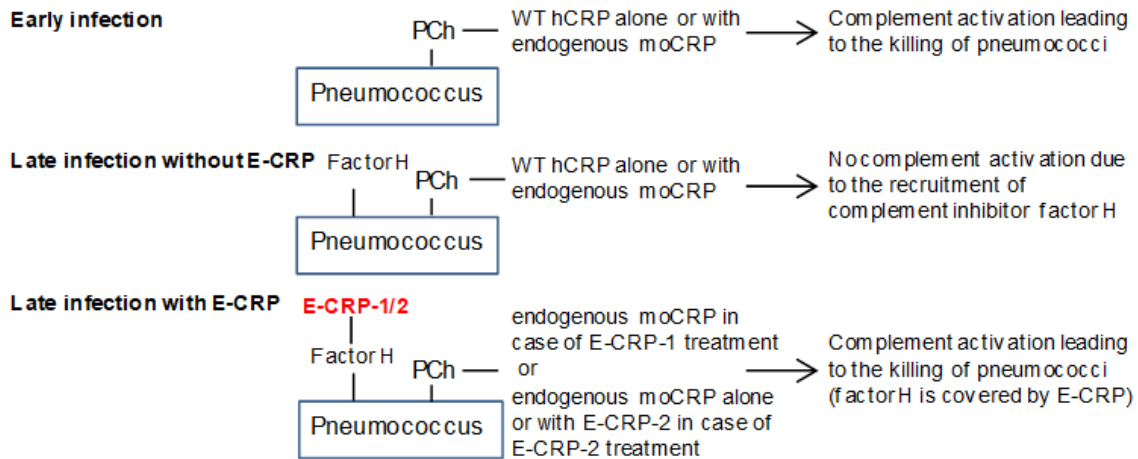 Early infection
PCh
WT hCRP alone or with
endogenous moCRP
Complement activation leading
to the killing of pneumococci
Pneumococcus
Late infection without E-CRP
Factor H
PCh
WT hCRP alone or with
endogenous moCRP
No complement activation due
to the recruitment of
complement inhibitor factor H
Pneumococcus
Late infection with E-CRP
E-CRP-1/2
Factor H
PCh
endogenous moCRP in
case of E-CRP-1 treatment
or
endogenous moCRP alone
or with E-CRP-2 in case of
E-CRP-2 treatment
Complement activation leading
to the killing of pneumococci
(factor H is covered by E-CRP)
Pneumococcus